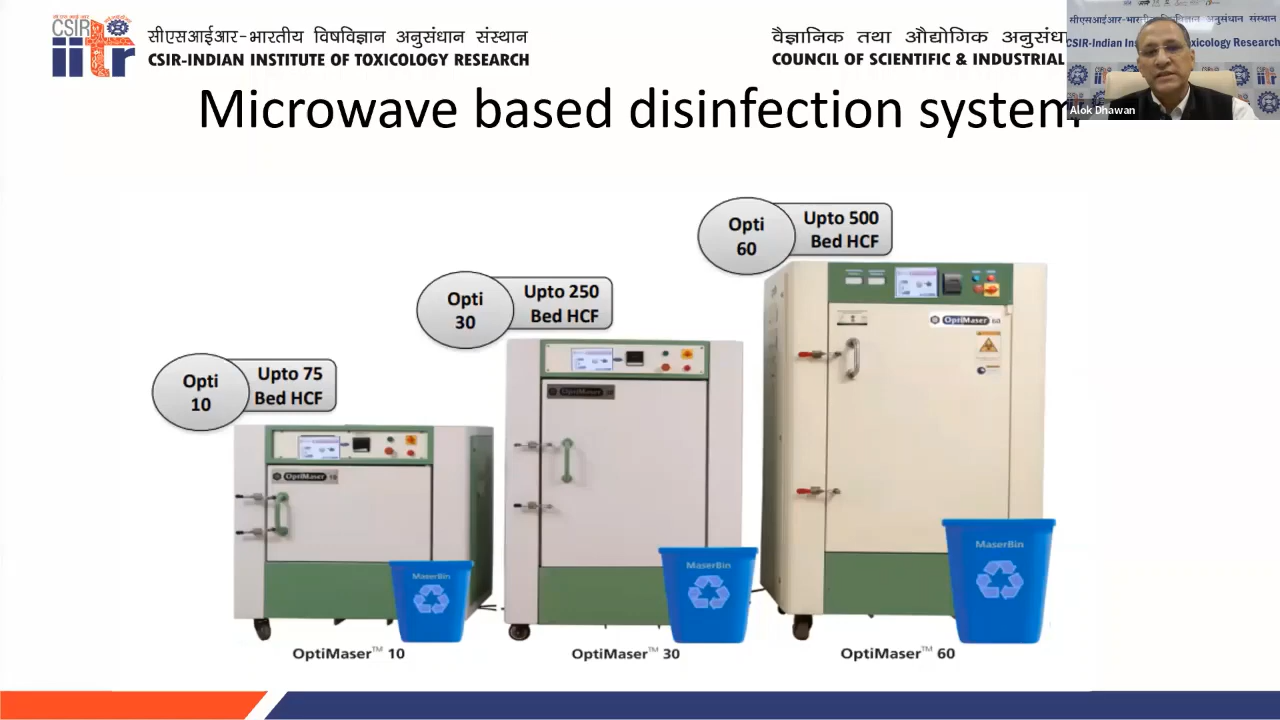 CSIR
iitr
सीएसआईआर-भारतीय विषविज्ञान अनुसंधान संस्थान
CSIR-INDIAN INSTITUTE OF TOXICOLOGY RESEARCH
वैज्ञानिक तथा औद्योगिक
COUNCIL OF SCIENTIFIC & INDUSTRIAL
Alok Dhawan
Microwave based disinfection system
Opti
60
Upto 500
Bed HCF
Opti
30
Upto 250
Bed HCF
Opti
10
Upto 75
Bed HCF
OptiMaser 10
OptiMaser 60
MaserBin
MaserBin
MaserBin
OptiMaser™ 10
OptiMaser™ 30
OptiMaser™ 60